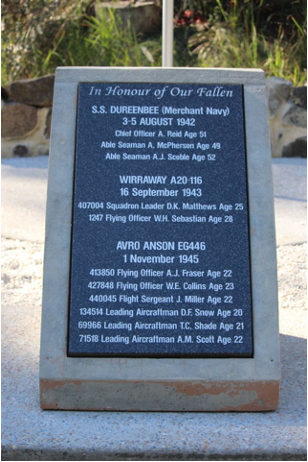 In Honour of Our Fallen
S.S. DUREENBEE (Merchant Navy)
3-5 AUGUST 1942
Chief Officer A. Reid Age 51
Able Seaman A. McPherson Age 49
Able Seaman A.J. Sceble Age 52
WIRRAWAY A20-116
16 September 1943
407004 Squadron Leader D.K. Matthews Age 25
1247 Flying Officer W.H. Sebastian Age 28
AVRO ANSON EG446
1 November 1945
413850 Flying Officer A.J. Fraser Age 22
427848 Flying Officer W.E. Collins Age 23
440045 Flight Sergeant J. Miller Age 22
134514 Leading Aircraftman D.F. Snow Age 20
69966 Leading Aircraftman T.C. Shade Age 21
71518 Leading Aircraftman A.M. Scott Age 22